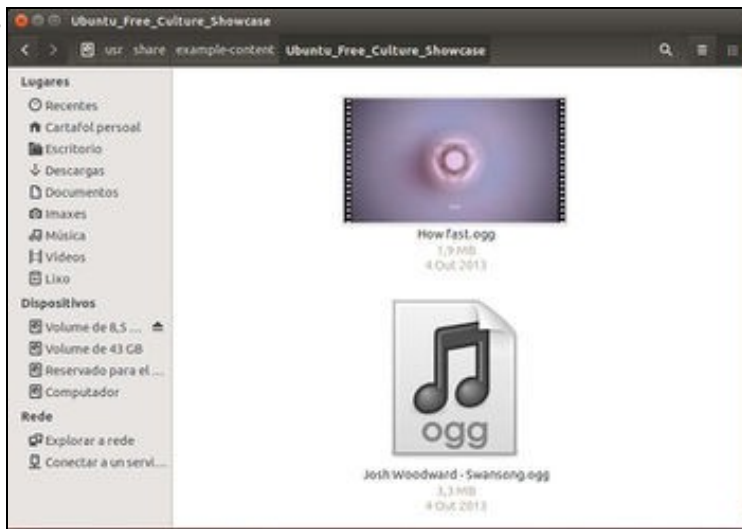 Ubuntu_Free_Culture_Showcase
usr share example-content Ubuntu_Free_Culture_Showcase
Lugares
Recentes
Cartafol persoal
Escritorio
Descargas
Documentos
Imaxes
Música
Vídeos
Lixo
Dispositivos
Volume de 8,5 ...
Volume de 43 GB
Reservado para el ...
Computador
Rede
Explorar a rede
Conectar a un servi...
How fast.ogg
1,9 MB
4 Out 2013
ogg
Josh Woodward - Swansong.ogg
3,3 MB
4 Out 2013